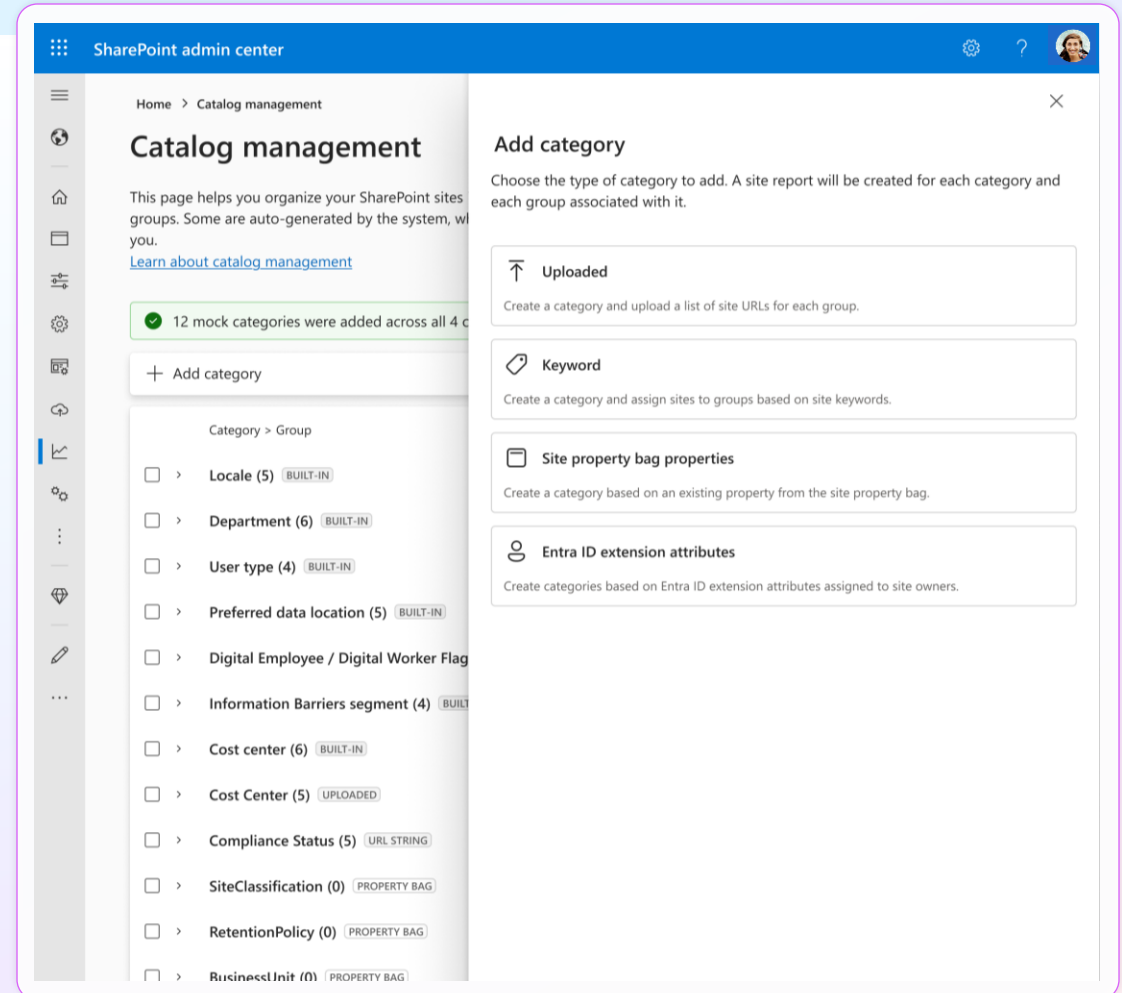 SharePoint admin center
?
Home > Catalog management
Catalog management
This page helps you organize your SharePoint sites
groups. Some are auto-generated by the system, wh
you.
Learn about catalog management
12 mock categories were added across all 4 c
Add category
Category > Group
Locale (5) BUILT-IN
Department (6) BUILT-IN
User type (4) BUILT-IN
Preferred data location (5) BUILT-IN
Digital Employee / Digital Worker Flag
Information Barriers segment (4) BUILT
Cost center (6) BUILT-IN
Cost Center (5) UPLOADED
Compliance Status (5) URL STRING
SiteClassification (0) PROPERTY BAG
RetentionPolicy (0) PROPERTY BAG
BusinessUnit (0) PROPERTY BAG
Add category
Choose the type of category to add. A site report will be created for each category and
each group associated with it.
Uploaded
Create a category and upload a list of site URLs for each group.
Keyword
Create a category and assign sites to groups based on site keywords.
Site property bag properties
Create a category based on an existing property from the site property bag.
Entra ID extension attributes
Create categories based on Entra ID extension attributes assigned to site owners.